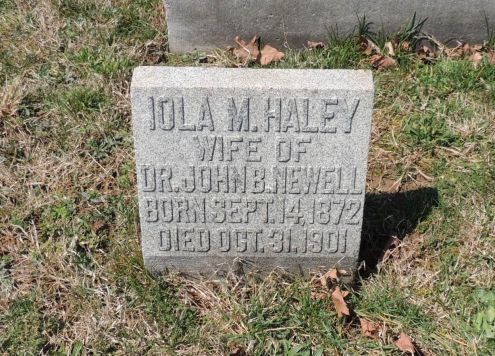 IOLA M. HALEY
WIFE OF
DR. JOHN B. NEWELL
BORN SEPT. 14, 1872
DIED OCT. 31, 1901